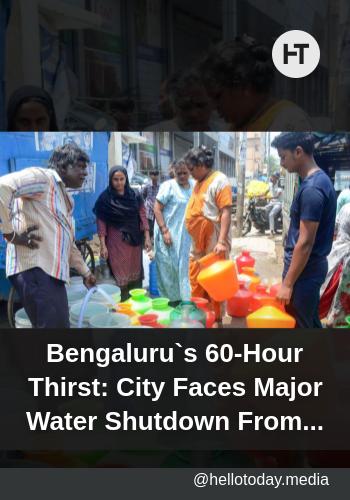 HT
Bengaluru`s 60-Hour
Thirst: City Faces Major
Water Shutdown From...
@hellotoday.media